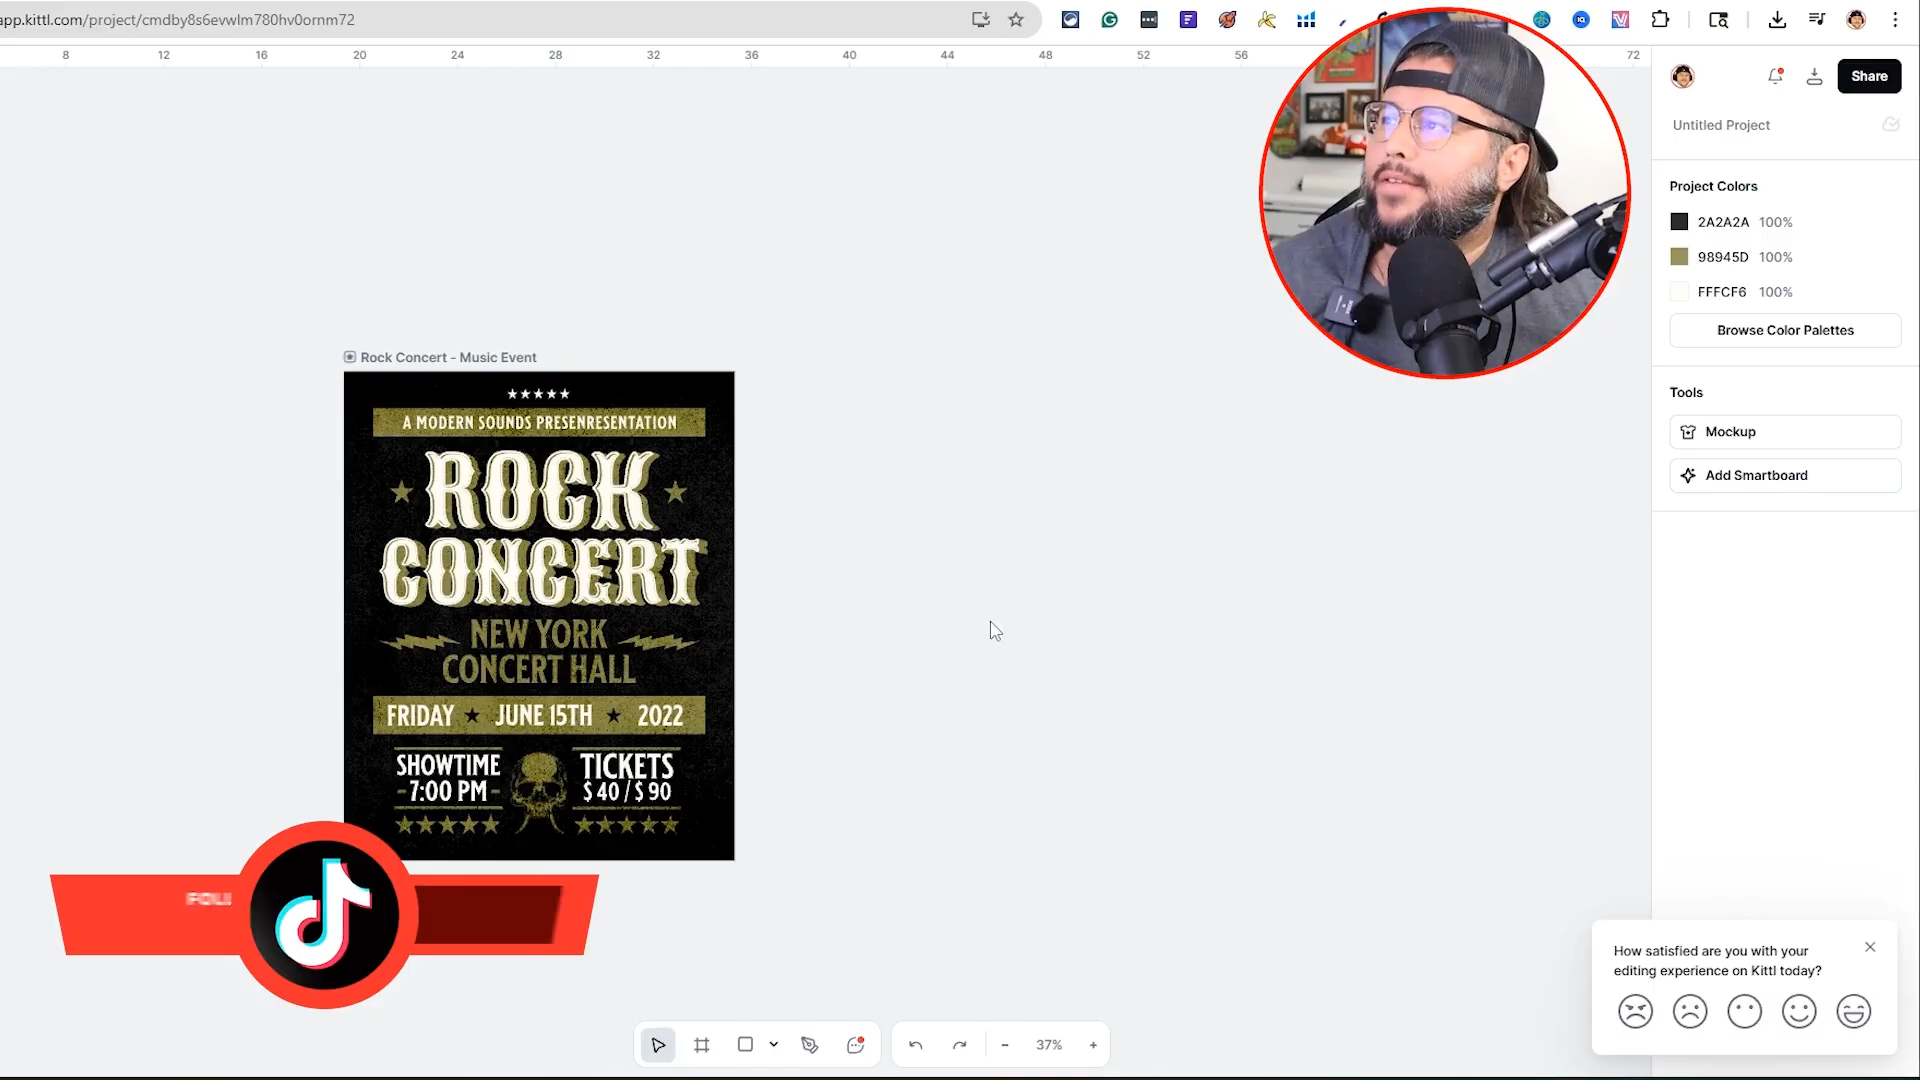 app.kittl.com/project/cmdby8s6evwlm780hv0ornm72
8 12 16 20 24 28 32 36 40 44 48 52 56 72
Share
Untitled Project
Project Colors
2A2A2A 100%
98945D 100%
FFFCF6 100%
Browse Color Palettes
Tools
Mockup
Add Smartboard
Rock Concert - Music Event
A MODERN SOUNDS PRESENRESENTATION
ROCK
CONCERT
NEW YORK
CONCERT HALL
FRIDAY ★ JUNE 15TH ★ 2022
SHOWTIME
-7:00 PM-
TICKETS
$ 40 / $ 90
How satisfied are you with your
editing experience on Kittl today?
37%